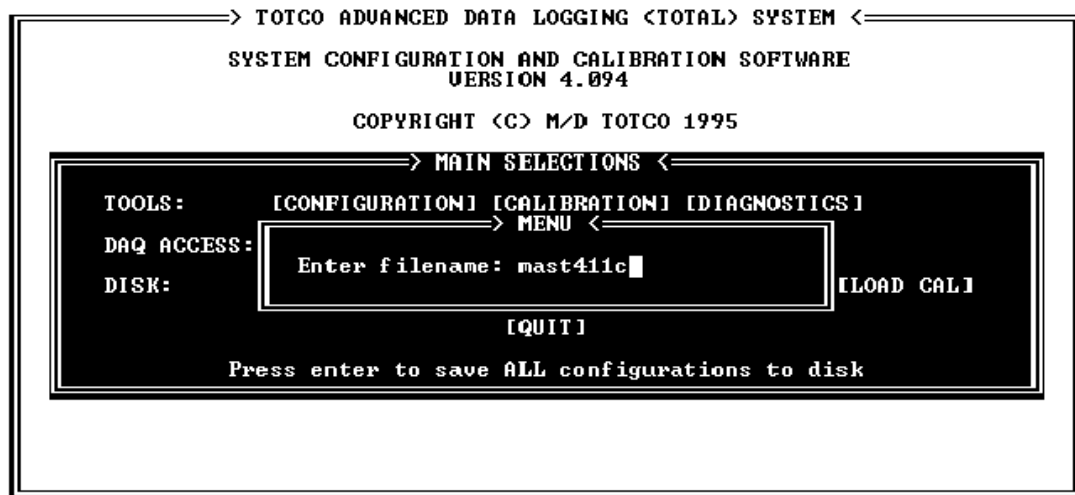 => TOTCO ADVANCED DATA LOGGING (TOTAL) SYSTEM <=
SYSTEM CONFIGURATION AND CALIBRATION SOFTWARE
VERSION 4.094
COPYRIGHT (C) M/D TOTCO 1995
=> MAIN SELECTIONS <=
TOOLS: [CONFIGURATION] [CALIBRATION] [DIAGNOSTICS]
=> MENU <=
DAQ ACCESS:
Enter filename: mast411c
DISK: [LOAD CAL]
[QUIT]
Press enter to save ALL configurations to disk